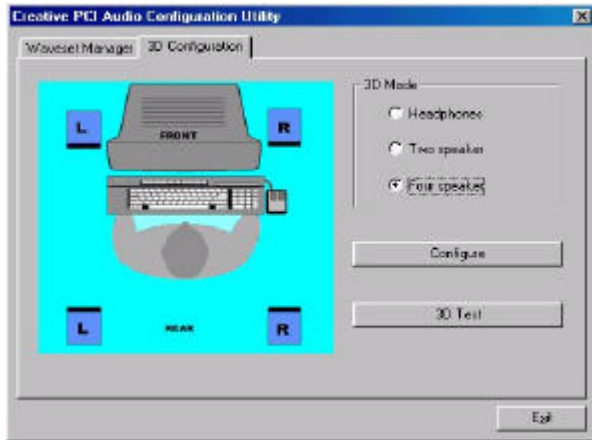 Creative PCI Audio Configuration Utility
Waveset Manager
3D Configuration
L
FRONT
R
L
REAR
R
3D Mode
Headphones
Two speaker
Four speaker
Configure
3D Test
Exit